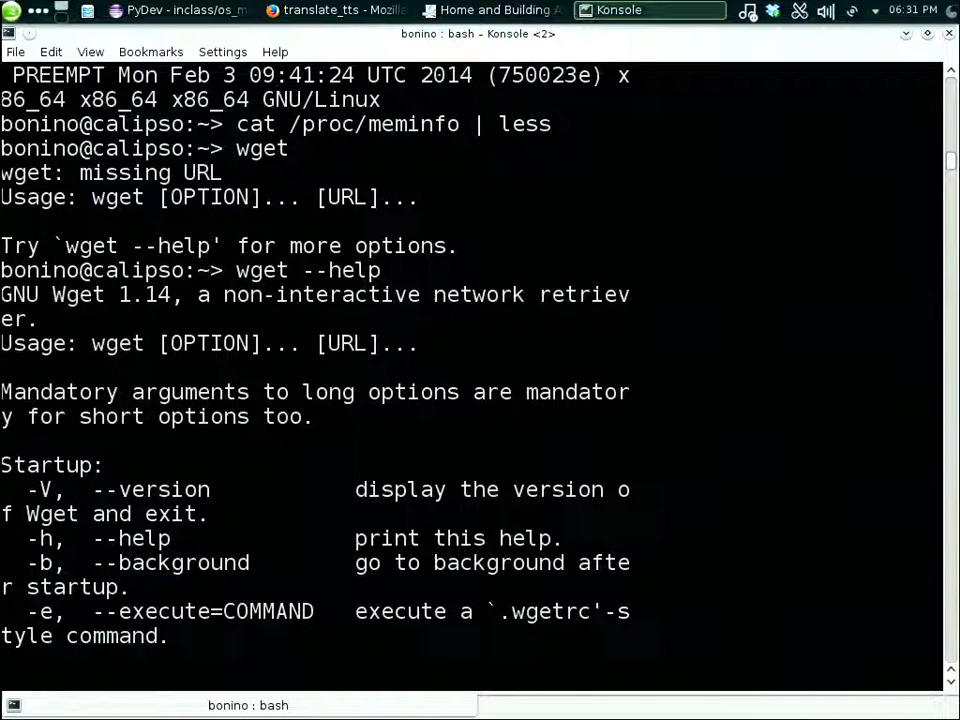 PyDev - inclass/os_m
translate_tts - Mozilla
Home and Building A
Konsole
06:31 PM
bonino : bash – Konsole <2>
File Edit View Bookmarks Settings Help
PREEMPT Mon Feb 3 09:41:24 UTC 2014 (750023e) x
86_64 x86_64 x86_64 GNU/Linux
bonino@calipso:~> cat /proc/meminfo | less
bonino@calipso:~> wget
wget: missing URL
Usage: wget [OPTION]... [URL]...
Try `wget --help' for more options.
bonino@calipso:~> wget --help
GNU Wget 1.14, a non-interactive network retriev
er.
Usage: wget [OPTION]... [URL]...
Mandatory arguments to long options are mandator
y for short options too.
Startup:
-V, --version display the version o
f Wget and exit.
-h, --help print this help.
-b, --background go to background afte
r startup.
-e, --execute=COMMAND execute a `.wgetrc'-s
tyle command.
bonino : bash